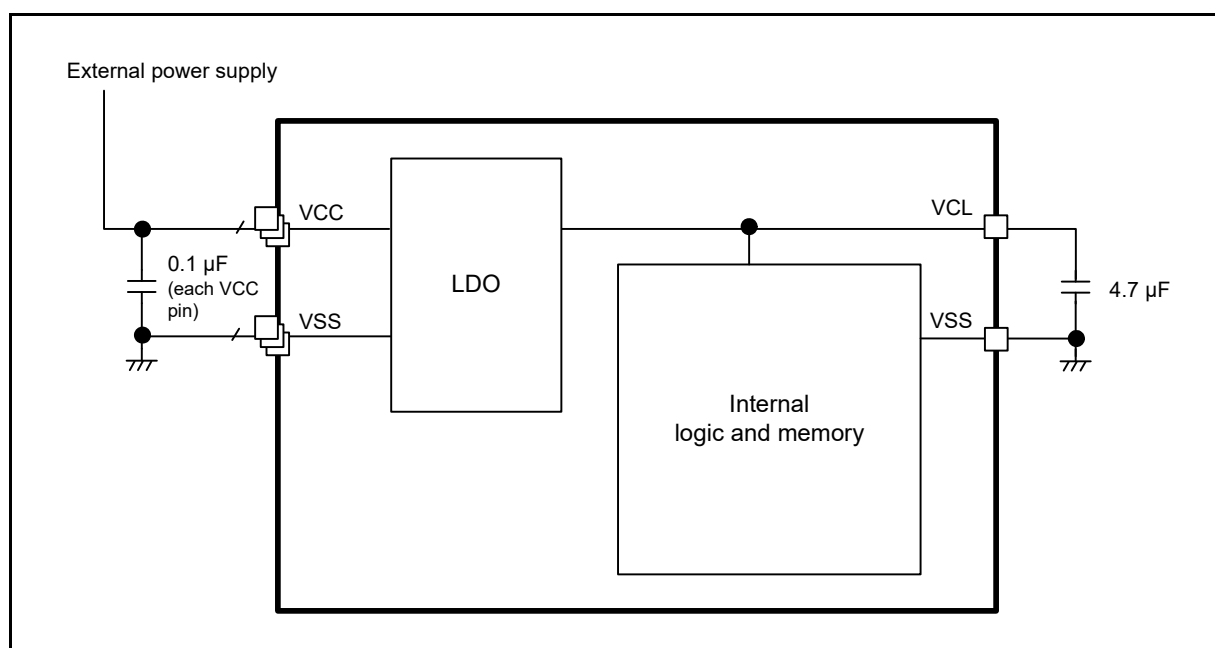 External power supply
VCC
VCL
0.1 µF
(each VCC
pin)
LDO
4.7 µF
VSS
VSS
Internal
logic and memory